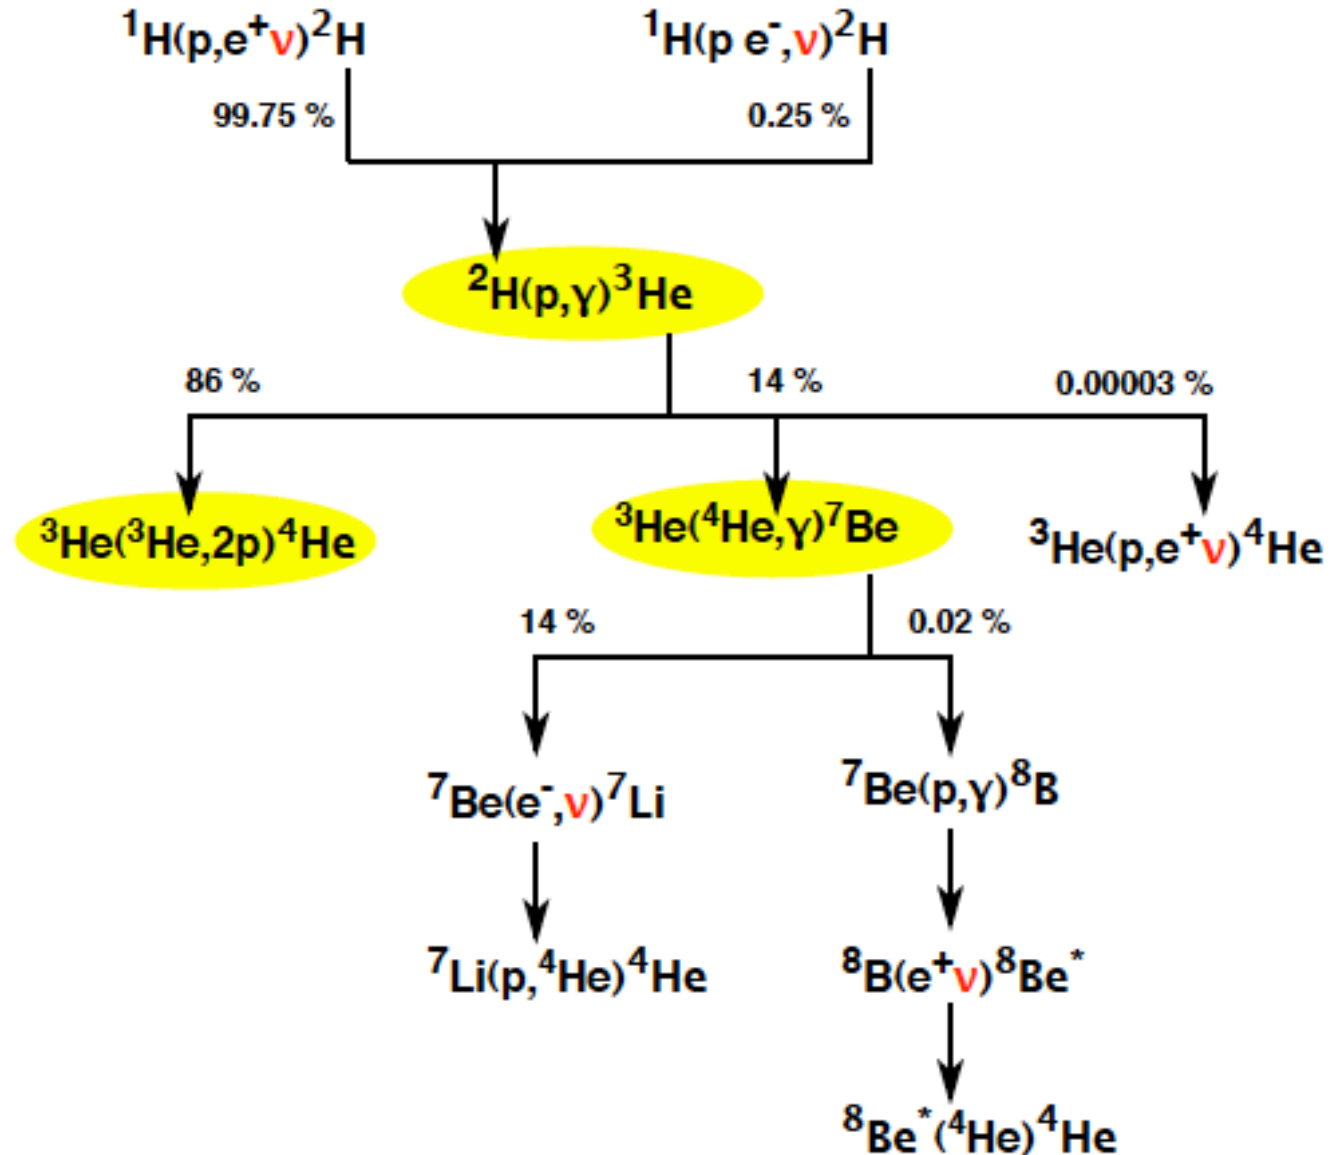 ¹H(p,e⁺ν)²H ¹H(p e⁻,ν)²H
99.75 % 0.25 %
²H(p,γ)³He
86 % 14 % 0.00003 %
³He(³He,2p)⁴He ³He(⁴He,γ)⁷Be ³He(p,e⁺ν)⁴He
14 % 0.02 %
⁷Be(e⁻,ν)⁷Li ⁷Be(p,γ)⁸B
⁷Li(p,⁴He)⁴He ⁸B(e⁺ν)⁸Be*
⁸Be*(⁴He)⁴He